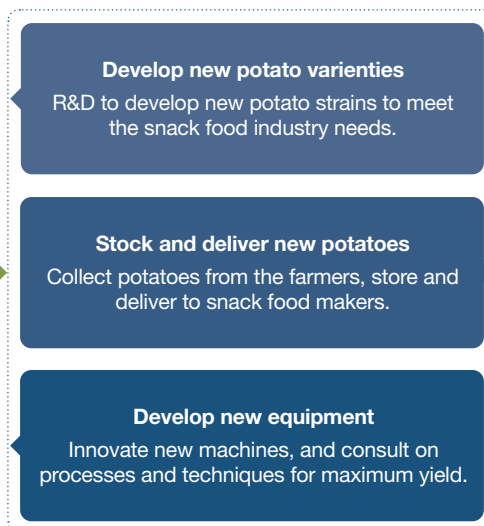 Develop new potato varienties
R&D to develop new potato strains to meet
the snack food industry needs.
Stock and deliver new potatoes
Collect potatoes from the farmers, store and
deliver to snack food makers.
Develop new equipment
Innovate new machines, and consult on
processes and techniques for maximum yield.